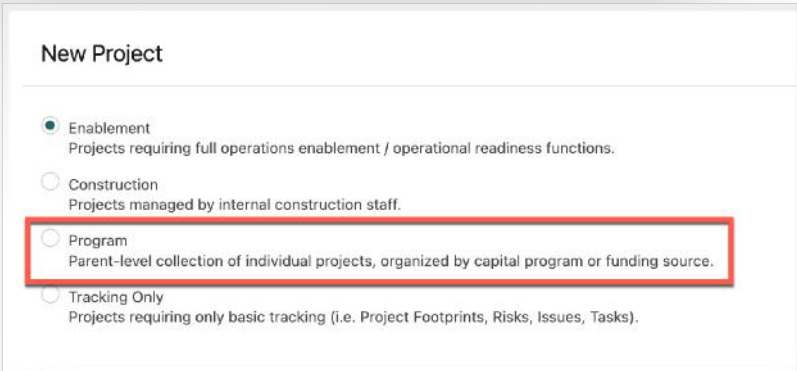 New Project
Enablement
Projects requiring full operations enablement / operational readiness functions.
Construction
Projects managed by internal construction staff.
Program
Parent-level collection of individual projects, organized by capital program or funding source.
Tracking Only
Projects requiring only basic tracking (i.e. Project Footprints, Risks, Issues, Tasks).